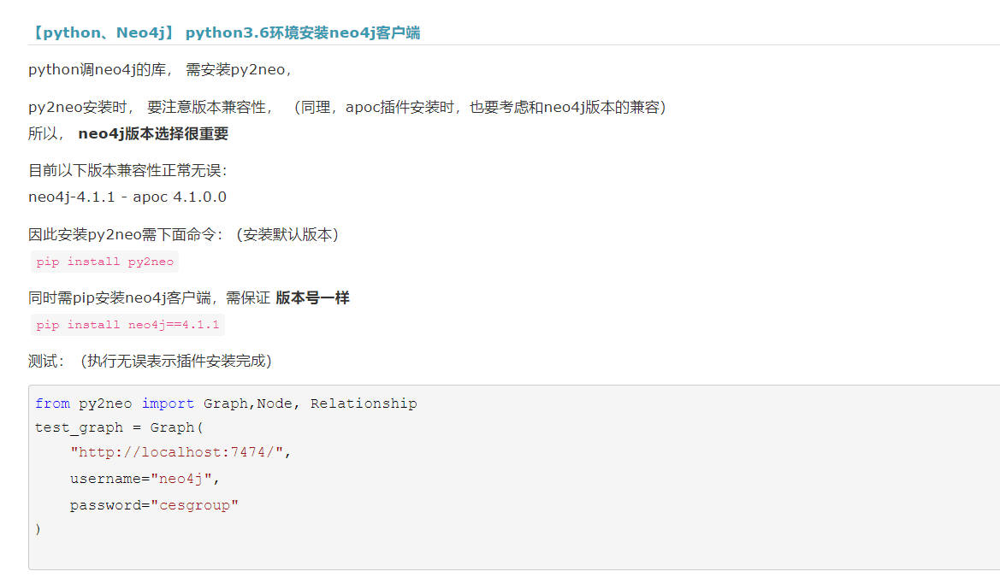 【python、Neo4j】 python3.6环境安装neo4j客户端
python调neo4j的库， 需安装py2neo，
py2neo安装时， 要注意版本兼容性， （同理，apoc插件安装时，也要考虑和neo4j版本的兼容）
所以， neo4j版本选择很重要
目前以下版本兼容性正常无误：
neo4j-4.1.1 - apoc 4.1.0.0
因此安装py2neo需下面命令：（安装默认版本）
pip install py2neo
同时需pip安装neo4j客户端，需保证 版本号一样
pip install neo4j==4.1.1
测试： （执行无误表示插件安装完成）
from py2neo import Graph,Node, Relationship
test_graph = Graph(
    "http://localhost:7474/",
    username="neo4j",
    password="cesgroup"
)